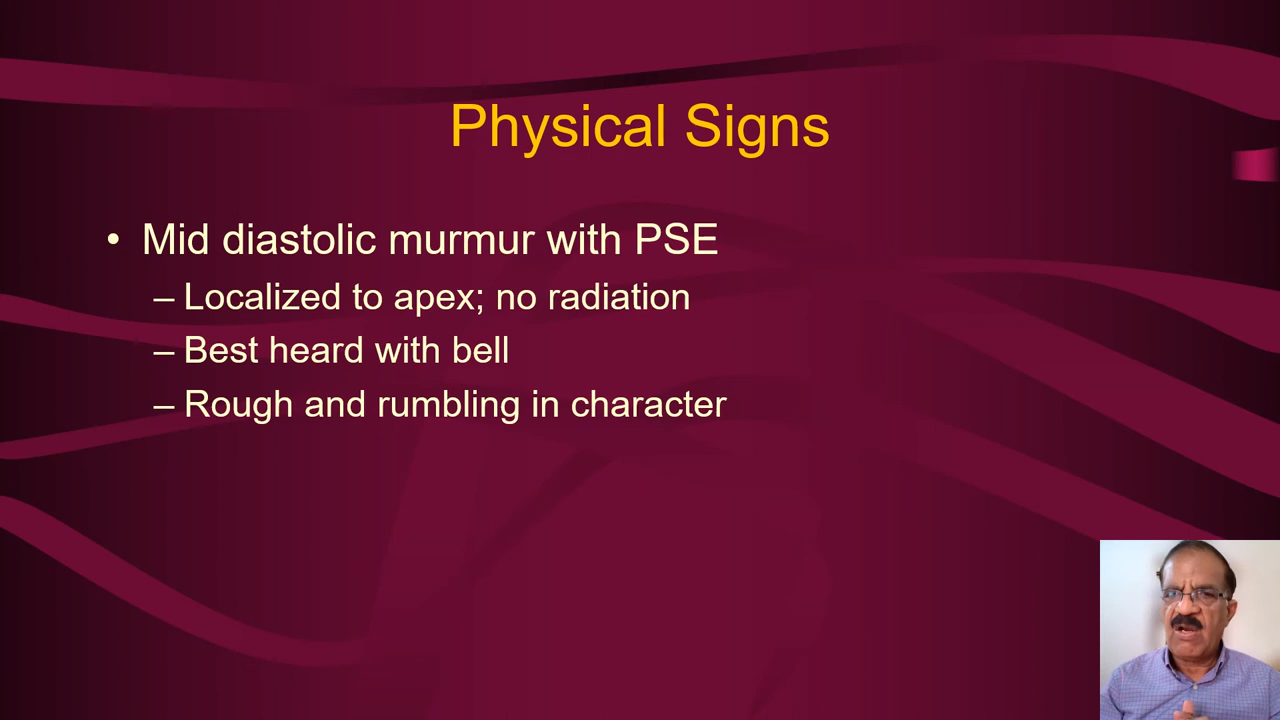 Physical Signs
• Mid diastolic murmur with PSE
– Localized to apex; no radiation
– Best heard with bell
– Rough and rumbling in character